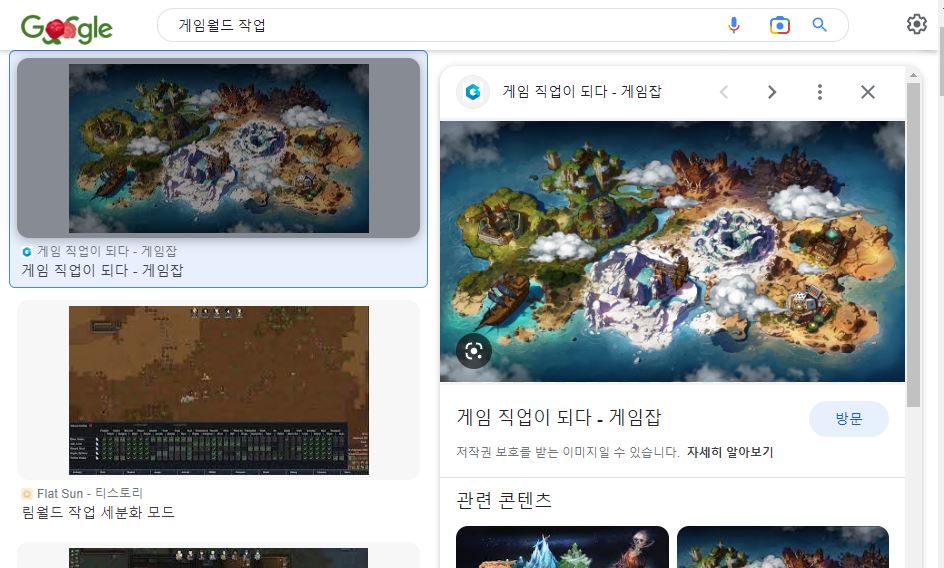 Google
게임월드 작업
게임 직업이 되다 - 게임잡
게임 직업이 되다 - 게임잡
Flat Sun - 티스토리
림월드 작업 세분화 모드
게임 직업이 되다 - 게임잡
게임 직업이 되다 - 게임잡
방문
저작권 보호를 받는 이미지일 수 있습니다. 자세히 알아보기
관련 콘텐츠